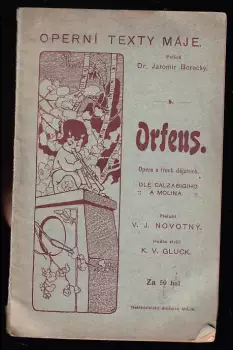 OPERNÍ TEXTY MÁJE.
Pořádá
Dr. Jaromír Borecký.
Orfeus.
Opera o třech dějstvích.
DLE CALZABIGIHO
A MOLINA
Přeložil
V. J. NOVOTNÝ.
Hudbu složil
K. V. GLUCK.
Za 50 hal